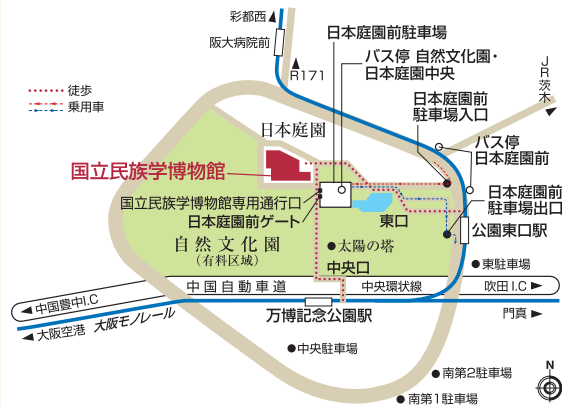 彩都西
阪大病院前
R171
日本庭園前駐車場
バス停 自然文化園・
日本庭園中央
JR茨木
徒歩
乗用車
日本庭園前
駐車場入口
日本庭園
バス停
日本庭園前
国立民族学博物館
国立民族学博物館専用通行口
日本庭園前ゲート
日本庭園前
駐車場出口
東口
公園東口駅
自然文化園
(有料区域)
太陽の塔
中央口
東駐車場
中国自動車道
中央環状線
吹田I.C
中国豊中I.C
大阪空港
大阪モノレール
万博記念公園駅
門真
中央駐車場
南第2駐車場
南第1駐車場
N